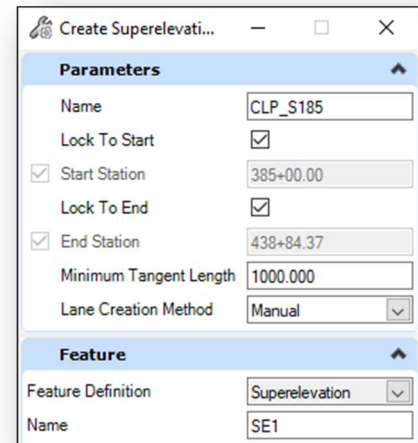 Create Superelevati...
Parameters
Name CLP_S185
Lock To Start
Start Station 385+00.00
Lock To End
End Station 438+84.37
Minimum Tangent Length 1000.000
Lane Creation Method Manual
Feature
Feature Definition Superelevation
Name SE1